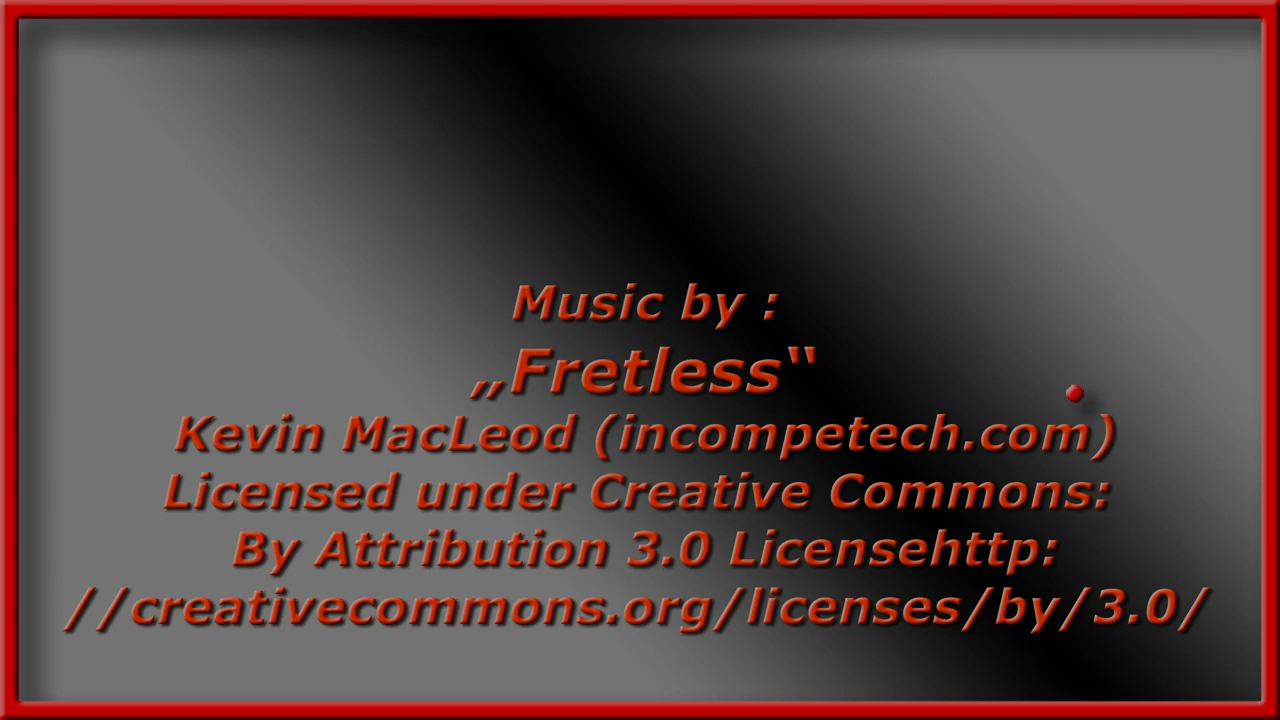 Music by :
„Fretless“
Kevin MacLeod (incompetech.com)
Licensed under Creative Commons:
By Attribution 3.0 Licensehttp:
//creativecommons.org/licenses/by/3.0/